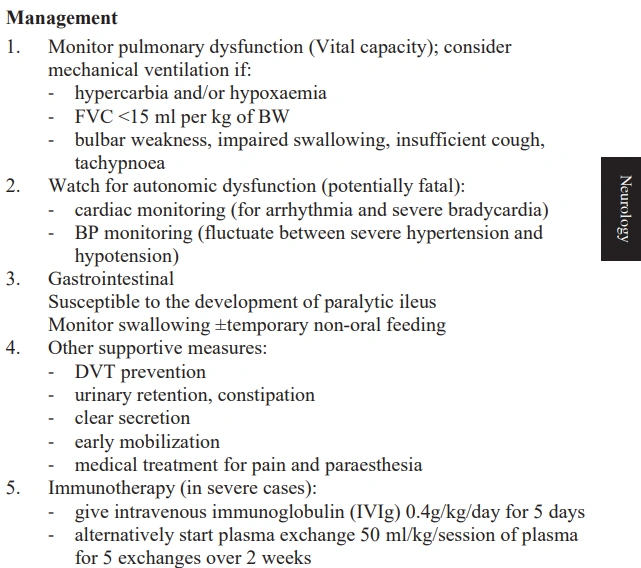 Management
1. Monitor pulmonary dysfunction (Vital capacity); consider
mechanical ventilation if:
- hypercarbia and/or hypoxaemia
- FVC <15 ml per kg of BW
- bulbar weakness, impaired swallowing, insufficient cough,
tachypnoea
2. Watch for autonomic dysfunction (potentially fatal):
- cardiac monitoring (for arrhythmia and severe bradycardia)
- BP monitoring (fluctuate between severe hypertension and
hypotension)
3. Gastrointestinal
Susceptible to the development of paralytic ileus
Monitor swallowing ±temporary non-oral feeding
4. Other supportive measures:
- DVT prevention
- urinary retention, constipation
- clear secretion
- early mobilization
- medical treatment for pain and paraesthesia
5. Immunotherapy (in severe cases):
- give intravenous immunoglobulin (IVIg) 0.4g/kg/day for 5 days
- alternatively start plasma exchange 50 ml/kg/session of plasma
for 5 exchanges over 2 weeks
Neurology